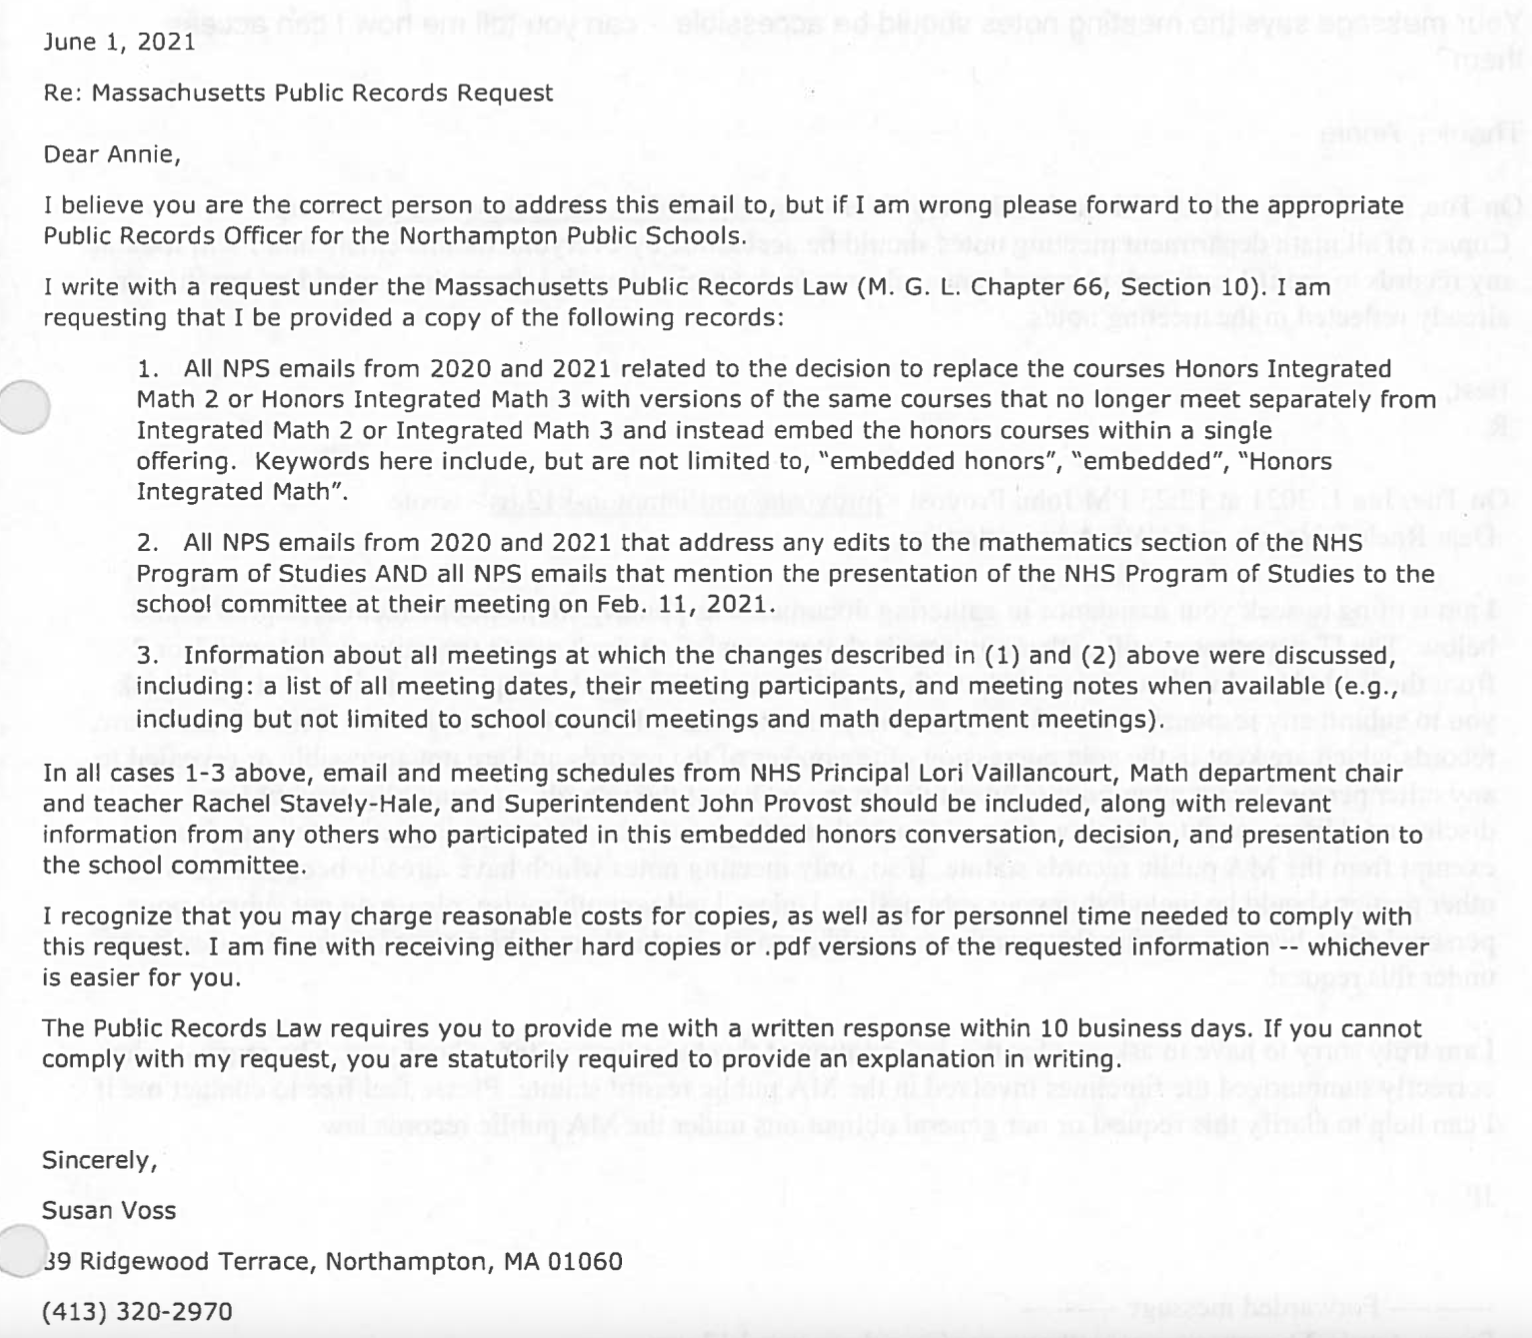 June 1, 2021
Re: Massachusetts Public Records Request
Dear Annie,
I believe you are the correct person to address this email to, but if I am wrong please forward to the appropriate
Public Records Officer for the Northampton Public Schools.
I write with a request under the Massachusetts Public Records Law (M. G. L. Chapter 66, Section 10). I am
requesting that I be provided a copy of the following records:
1. All NPS emails from 2020 and 2021 related to the decision to replace the courses Honors Integrated
Math 2 or Honors Integrated Math 3 with versions of the same courses that no longer meet separately from
Integrated Math 2 or Integrated Math 3 and instead embed the honors courses within a single
offering. Keywords here include, but are not limited to, “embedded honors”, “embedded”, “Honors
Integrated Math”.
2. All NPS emails from 2020 and 2021 that address any edits to the mathematics section of the NHS
Program of Studies AND all NPS emails that mention the presentation of the NHS Program of Studies to the
school committee at their meeting on Feb. 11, 2021.
3. Information about all meetings at which the changes described in (1) and (2) above were discussed,
including: a list of all meeting dates, their meeting participants, and meeting notes when available (e.g.,
including but not limited to school council meetings and math department meetings).
In all cases 1-3 above, email and meeting schedules from NHS Principal Lori Vaillancourt, Math department chair
and teacher Rachel Stavely-Hale, and Superintendent John Provost should be included, along with relevant
information from any others who participated in this embedded honors conversation, decision, and presentation to
the school committee.
I recognize that you may charge reasonable costs for copies, as well as for personnel time needed to comply with
this request. I am fine with receiving either hard copies or .pdf versions of the requested information -- whichever
is easier for you.
The Public Records Law requires you to provide me with a written response within 10 business days. If you cannot
comply with my request, you are statutorily required to provide an explanation in writing.
Sincerely,
Susan Voss
39 Ridgewood Terrace, Northampton, MA 01060
(413) 320-2970